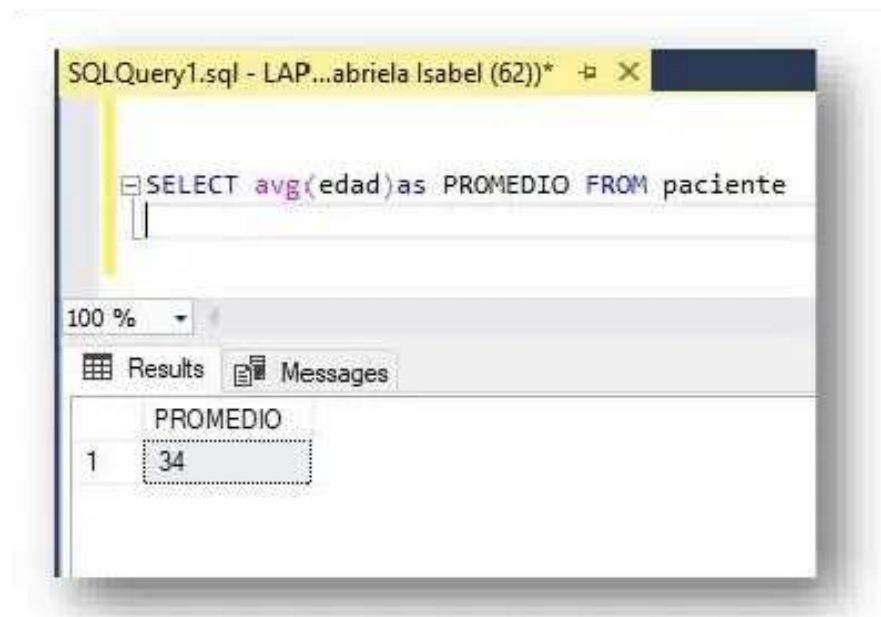 SQLQuery1.sql - LAP...abriela Isabel (62))*
SELECT avg(edad)as PROMEDIO FROM paciente
100 %
Results Messages
PROMEDIO
1 34